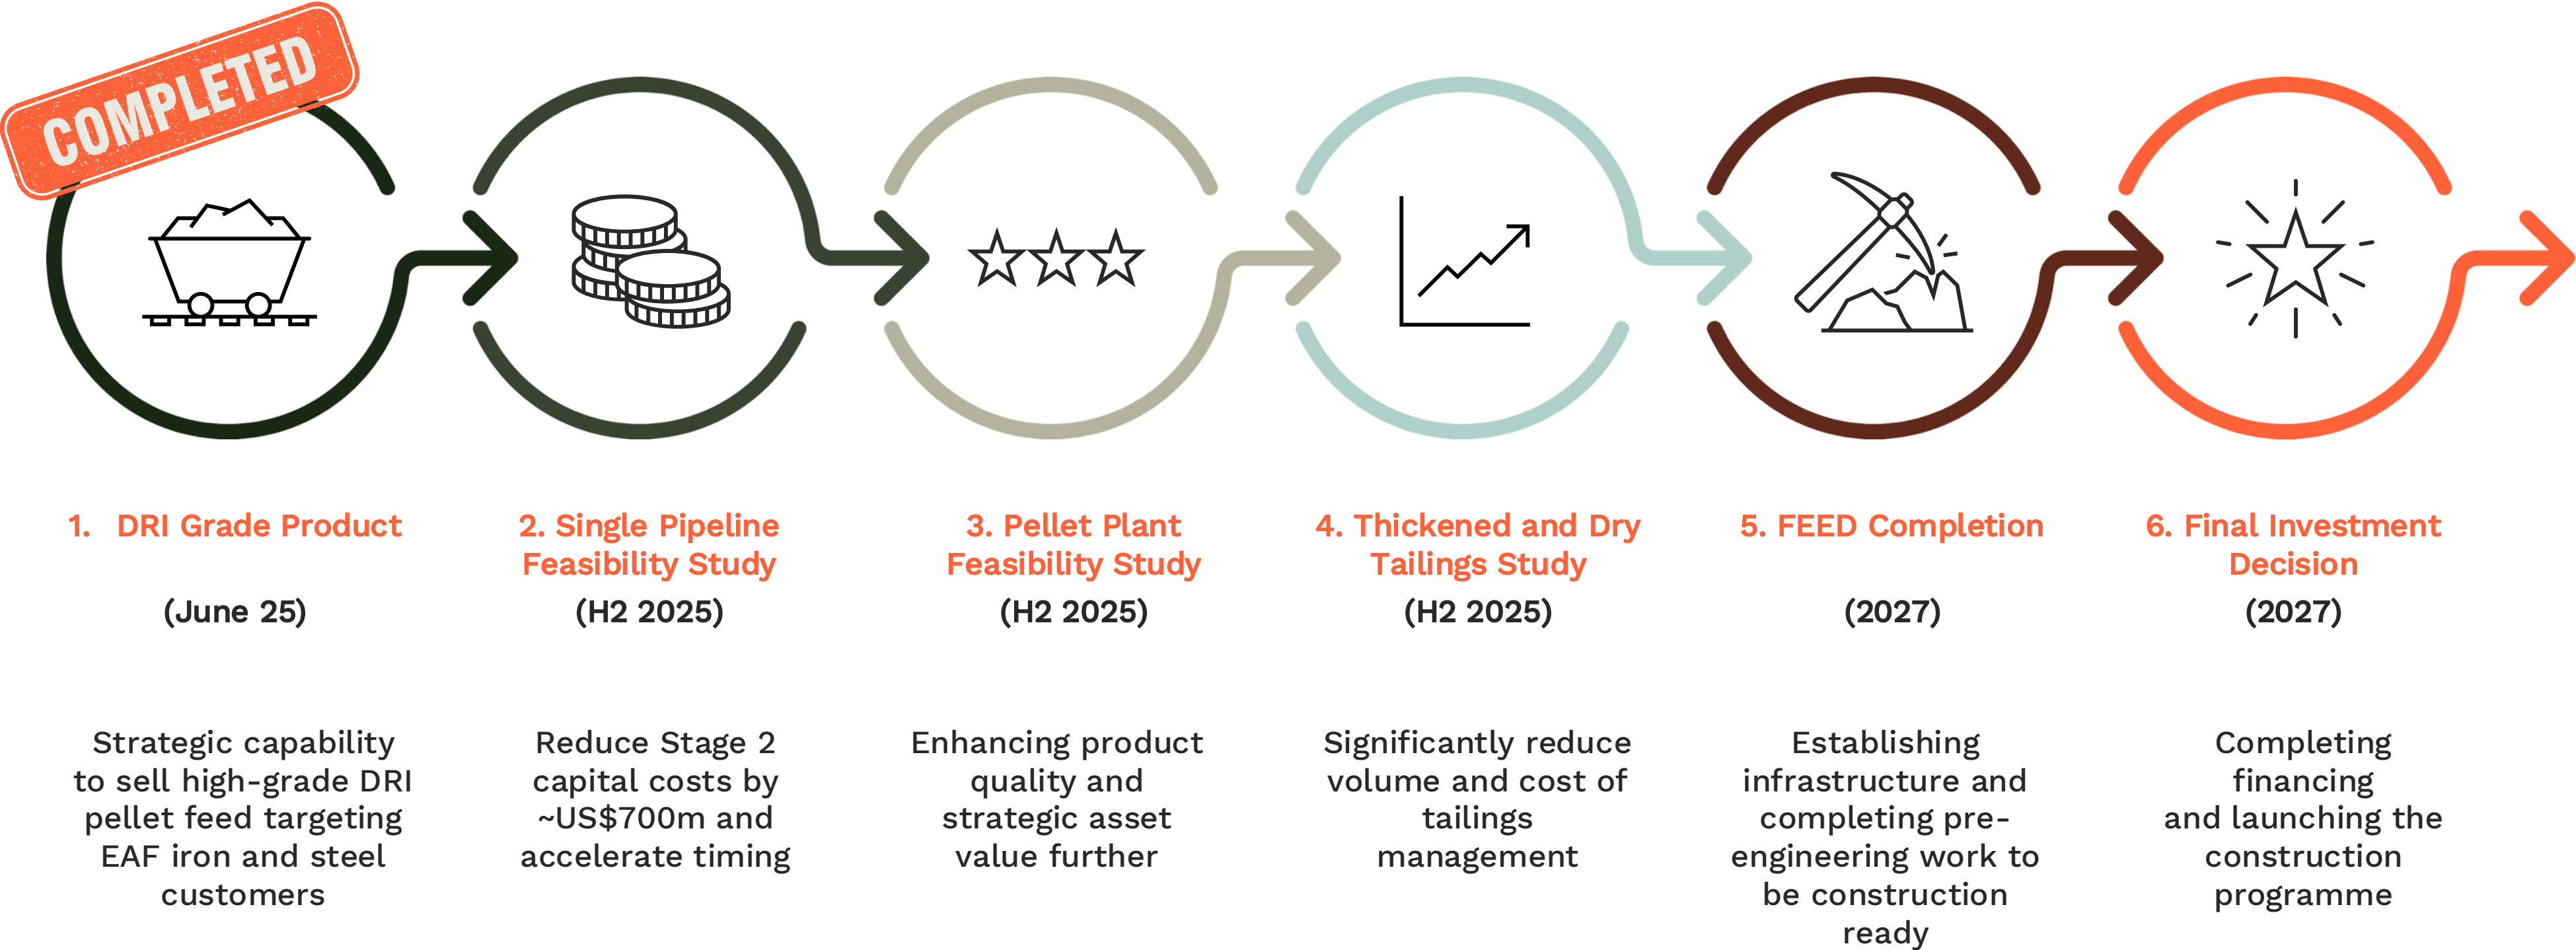 COMPLETED
1. DRI Grade Product
(June 25)
Strategic capability
to sell high-grade DRI
pellet feed targeting
EAF iron and steel
customers
2. Single Pipeline
Feasibility Study
(H2 2025)
Reduce Stage 2
capital costs by
~US$700m and
accelerate timing
3. Pellet Plant
Feasibility Study
(H2 2025)
Enhancing product
quality and
strategic asset
value further
4. Thickened and Dry
Tailings Study
(H2 2025)
Significantly reduce
volume and cost of
tailings
management
5. FEED Completion
(2027)
Establishing
infrastructure and
completing pre-
engineering work to
be construction
ready
6. Final Investment
Decision
(2027)
Completing
financing
and launching the
construction
programme